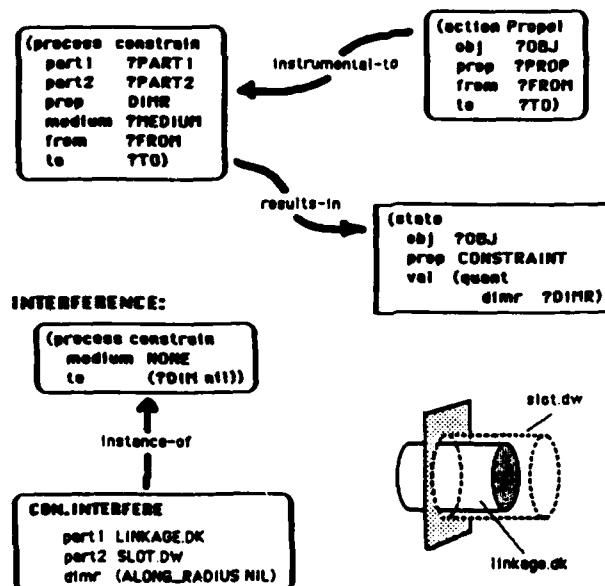 (process constrain
part1 ?PART1
part2 ?PART2
prop DIMR
medium ?MEDIUM
from ?FROM
to ?TO)
instrumental-to
(action Propel
obj ?OBJ
prop ?PROP
from ?FROM
to ?TO)
results-in
(state
obj ?OBJ
prop CONSTRAINT
val (quant
dimr ?DIMR)
INTERFERENCE:
(process constrain
medium NONE
to (?DIM nil))
instance-of
CON.INTERFERE
part1 LINKAGE.DK
part2 SLOT.DW
dimr (ALONG_RADIUS NIL)
slot.dw
linkage.dk